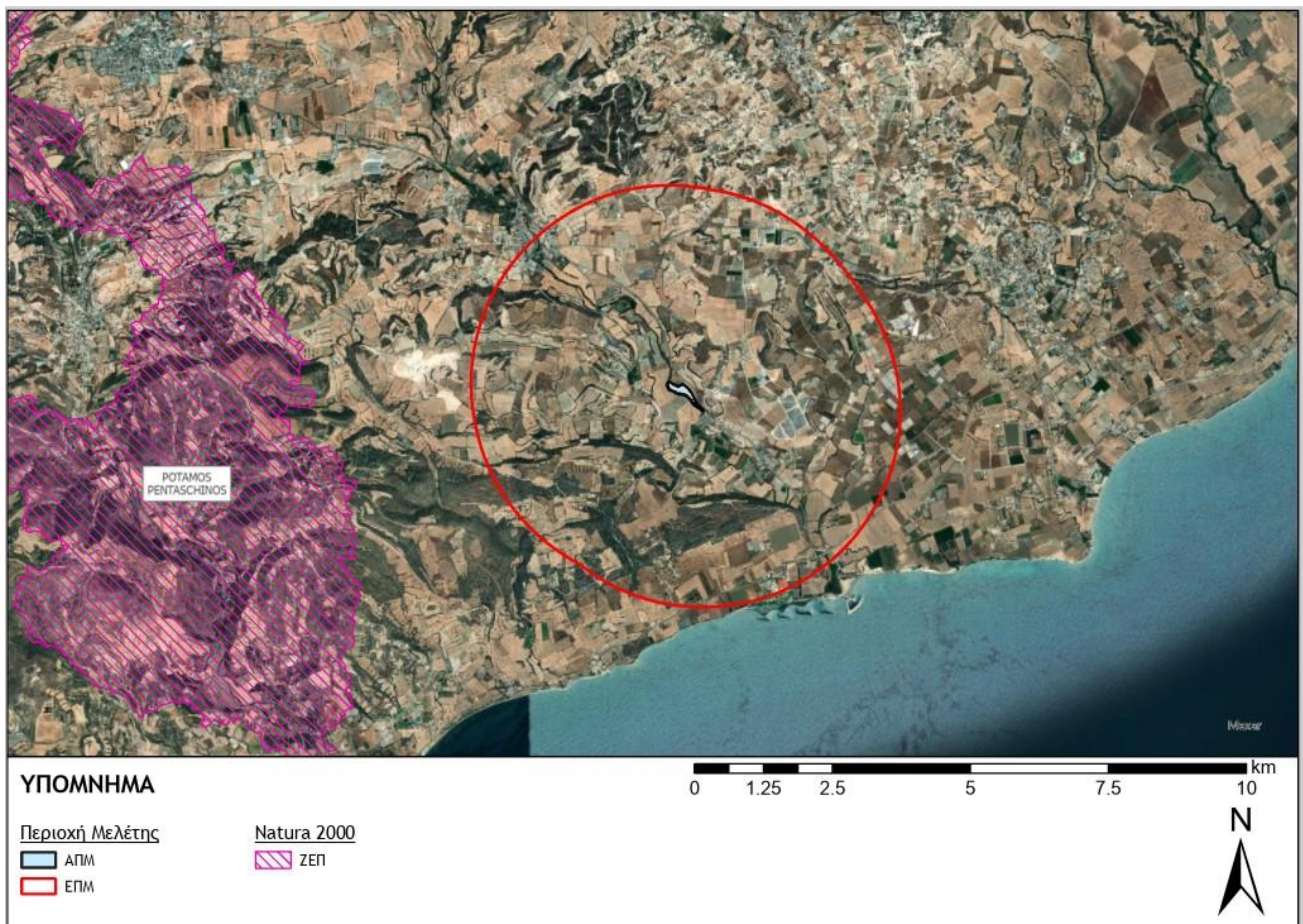 POTAMOS
PENTASCHINOS
Maxar
ΥΠΟΜΝΗΜΑ
Περιοχή Μελέτης
ΑΠΜ
ΕΠΜ
Natura 2000
ΖΕΠ
km
0 1.25 2.5 5 7.5 10
N